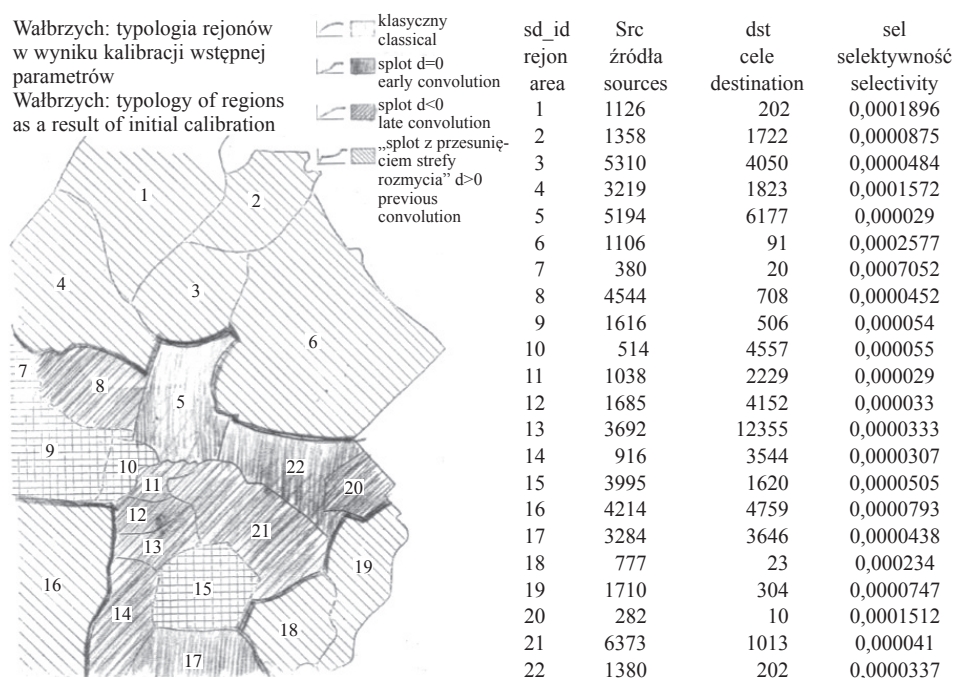 Wałbrzych: typologia rejonów
w wyniku kalibracji wstępnej
parametrów
Wałbrzych: typology of regions
as a result of initial calibration
klasyczny
classical
splot d=0
early convolution
splot d<0
late convolution
„splot z przesunię-
ciem strefy
rozmycia” d>0
previous
convolution
1
2
3
4
5
6
7
8
9
10
11
12
13
14
15
16
17
18
19
20
21
22
sd_id Src dst sel
rejon źródła cele selektywność
area sources destination selectivity
1 1126 202 0,0001896
2 1358 1722 0,0000875
3 5310 4050 0,0000484
4 3219 1823 0,0001572
5 5194 6177 0,000029
6 1106 91 0,0002577
7 380 20 0,0007052
8 4544 708 0,0000452
9 1616 506 0,000054
10 514 4557 0,000055
11 1038 2229 0,000029
12 1685 4152 0,000033
13 3692 12355 0,0000333
14 916 3544 0,0000307
15 3995 1620 0,0000505
16 4214 4759 0,0000793
17 3284 3646 0,0000438
18 777 23 0,000234
19 1710 304 0,0000747
20 282 10 0,0001512
21 6373 1013 0,000041
22 1380 202 0,0000337